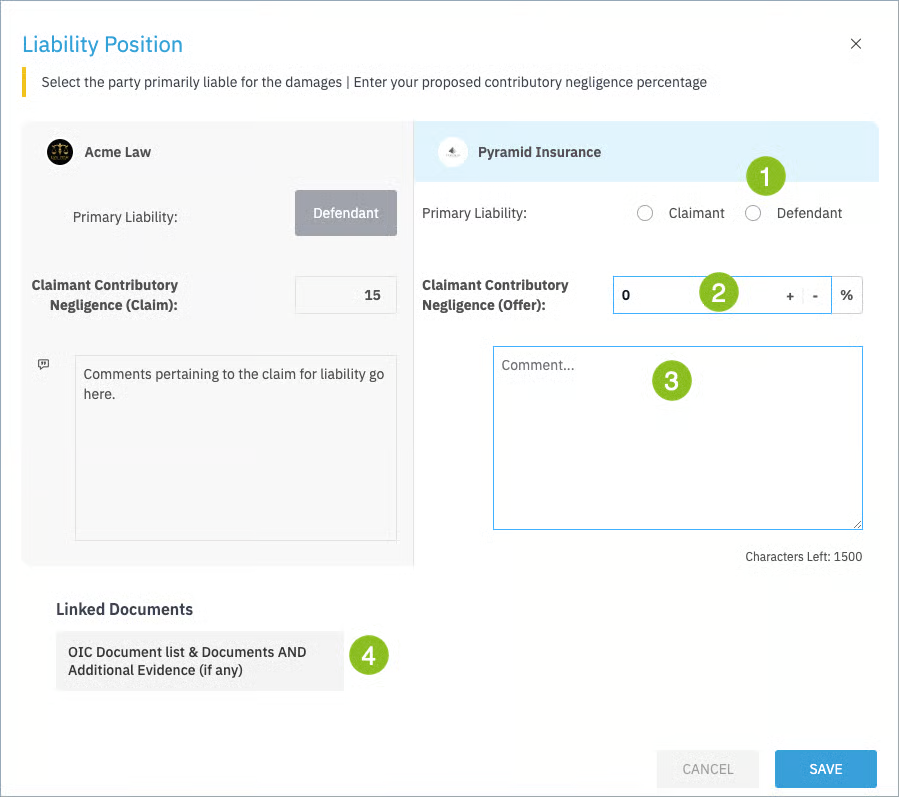 Liability Position
Select the party primarily liable for the damages | Enter your proposed contributory negligence percentage
Acme Law
Primary Liability:
Defendant
Claimant Contributory
Negligence (Claim):
15
Comments pertaining to the claim for liability go
here.
Pyramid Insurance
1
Primary Liability:
Claimant
Defendant
Claimant Contributory
Negligence (Offer):
0
2
+ -
%
Comment...
3
Characters Left: 1500
Linked Documents
OIC Document list & Documents AND
Additional Evidence (if any)
4
CANCEL
SAVE